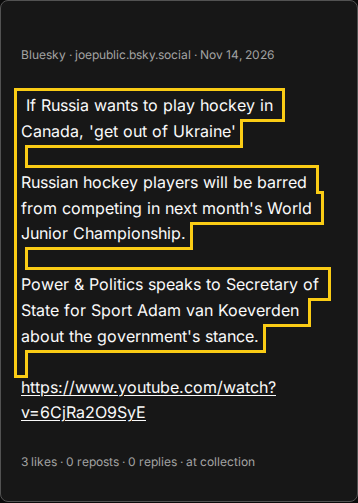 Bluesky · joepublic.bsky.social · Nov 14, 2026
If Russia wants to play hockey in
Canada, 'get out of Ukraine'
Russian hockey players will be barred
from competing in next month's World
Junior Championship.
Power & Politics speaks to Secretary of
State for Sport Adam van Koeverden
about the government's stance.
https://www.youtube.com/watch?
v=6CjRa2O9SyE
3 likes · 0 reposts · 0 replies · at collection